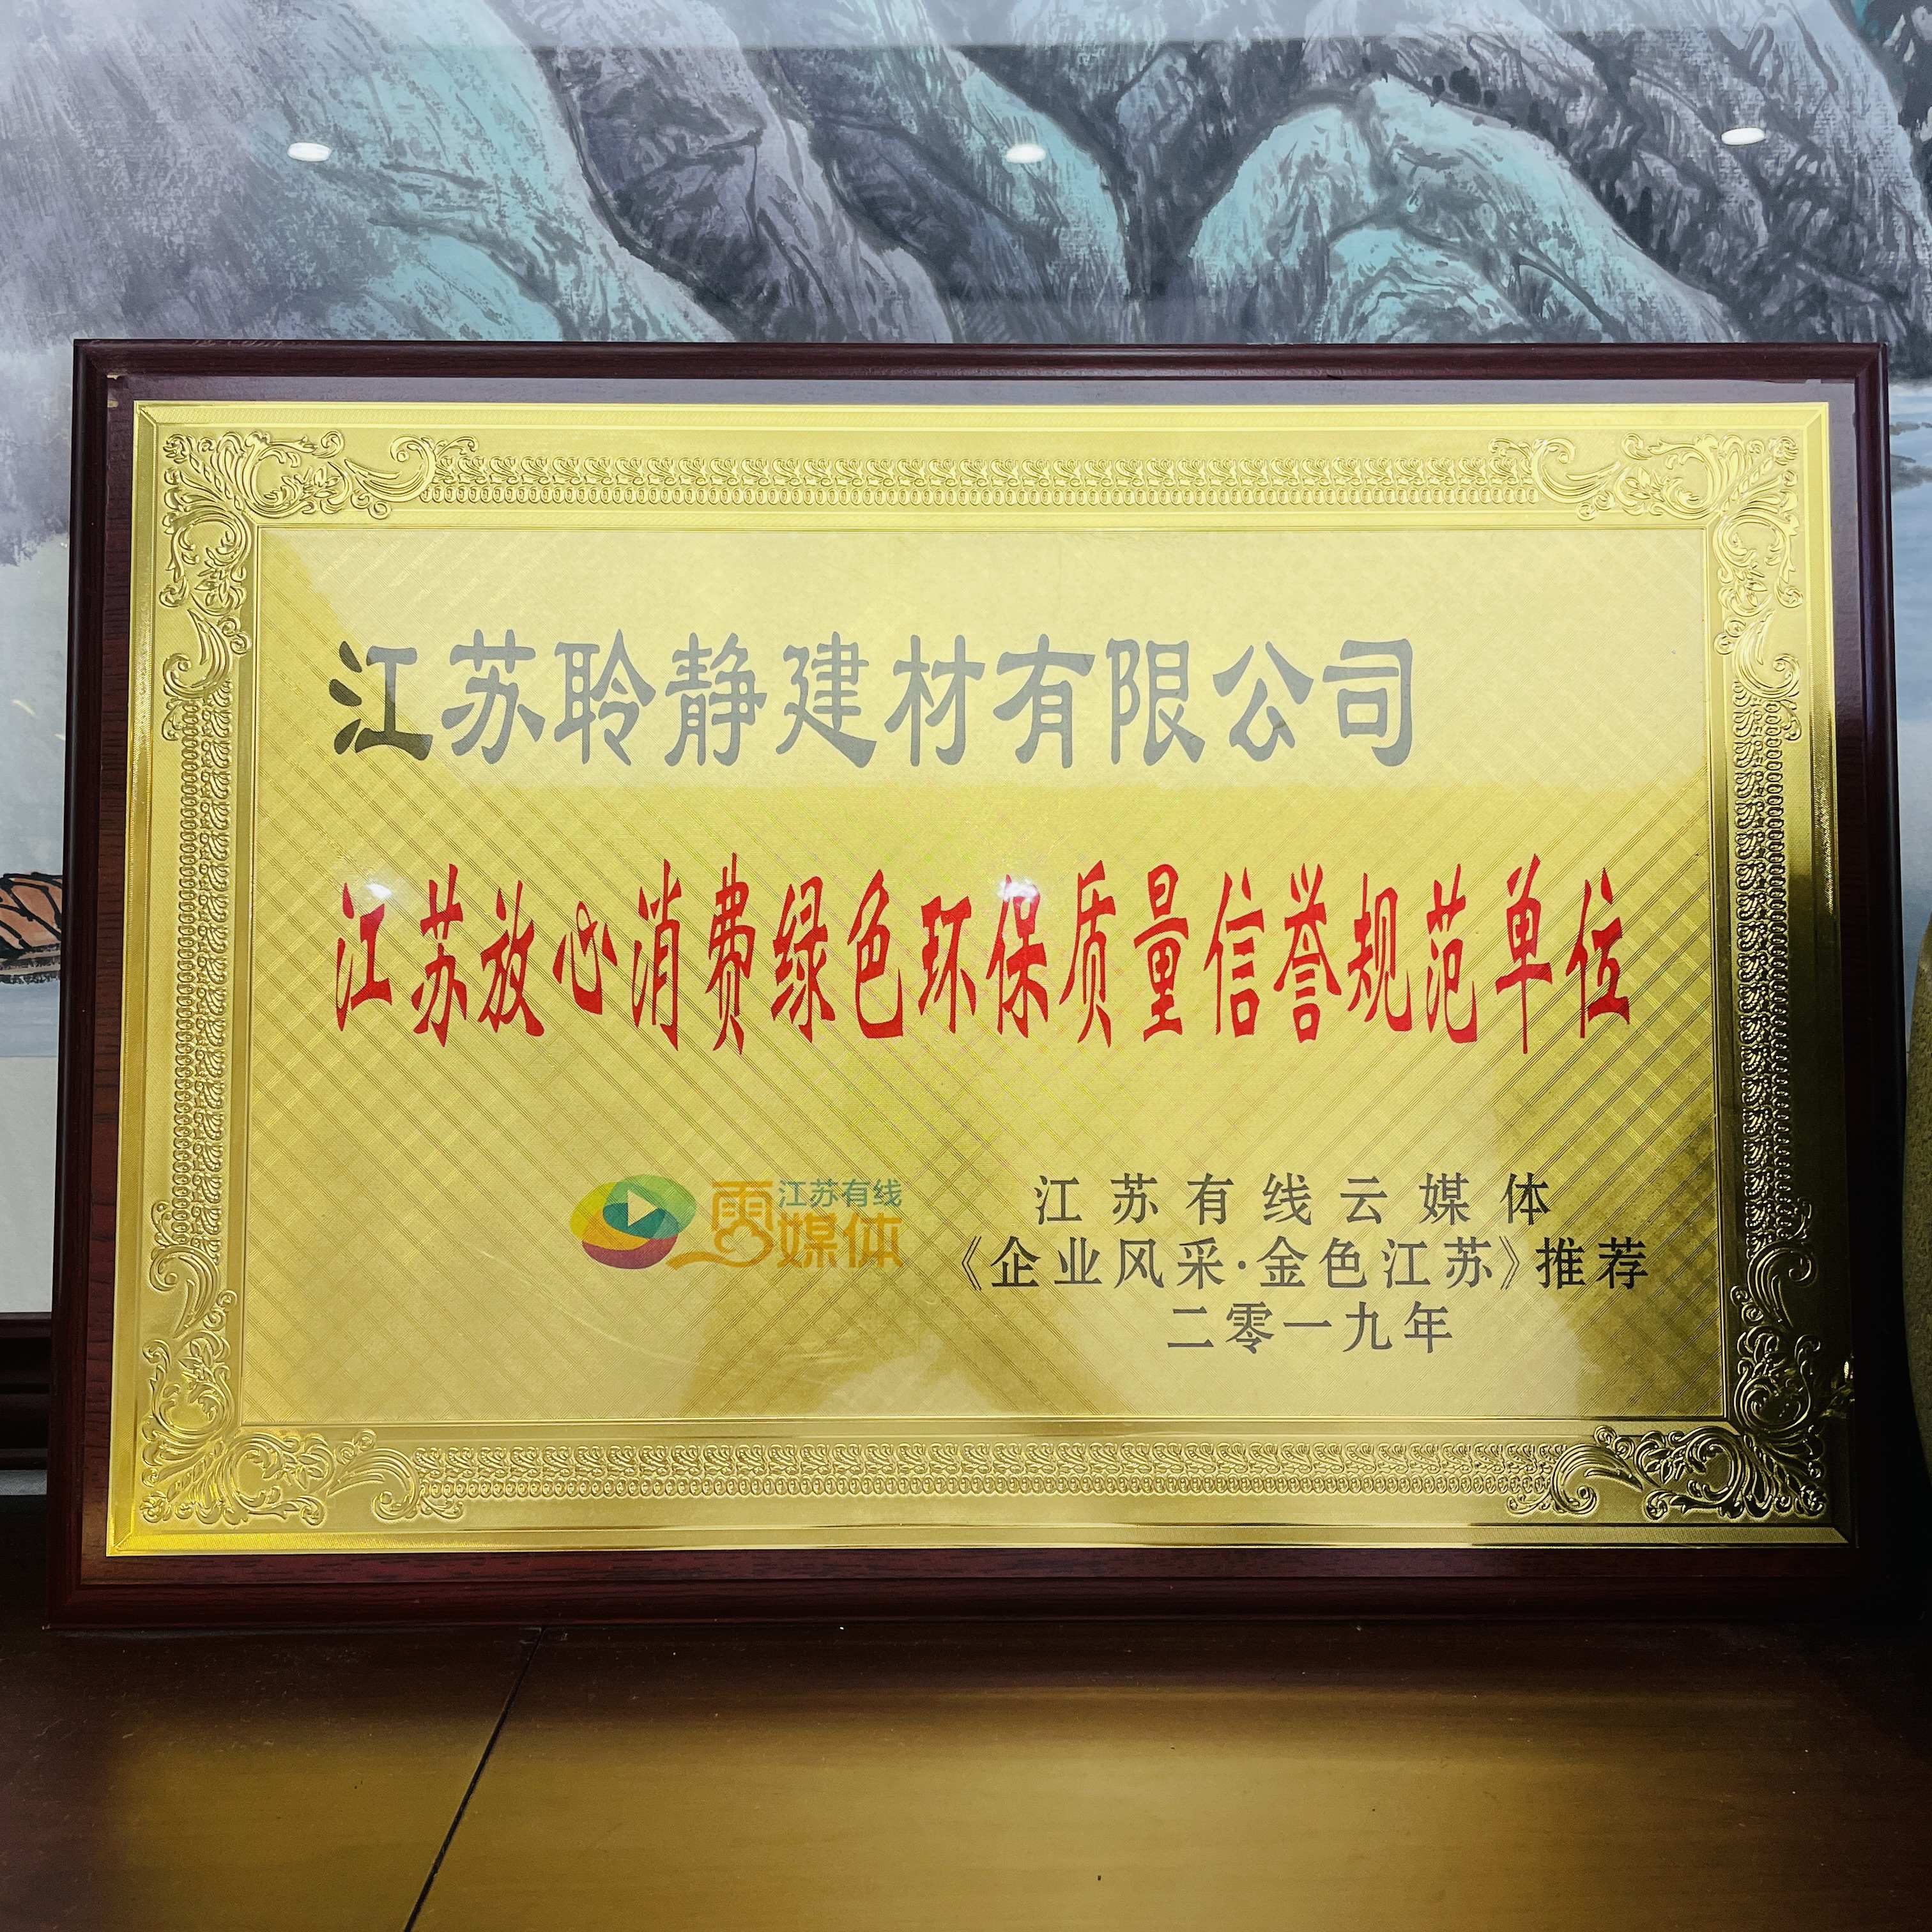 江苏聆静建材有限公司
江苏放心消费绿色环保质量信誉规范单位
江苏有线
雲媒体
江苏有线云媒体
《企业风采·金色江苏》推荐
二零一九年